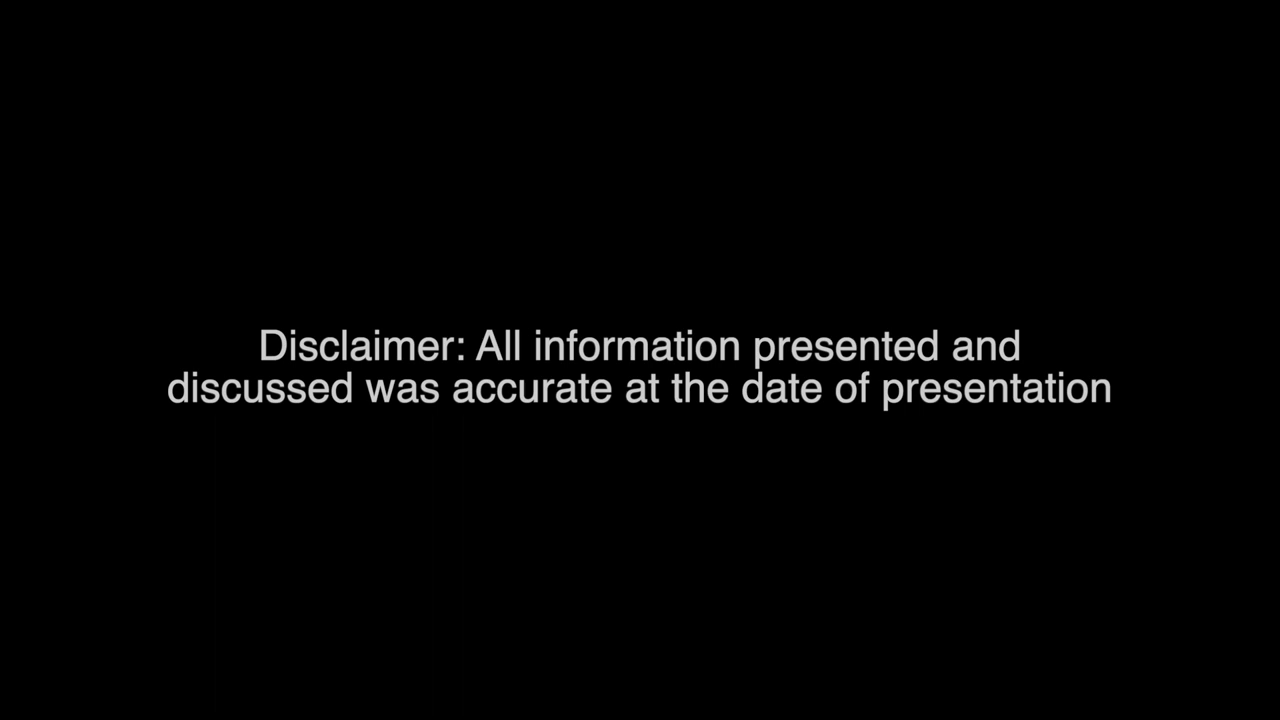 Disclaimer: All information presented and
discussed was accurate at the date of presentation